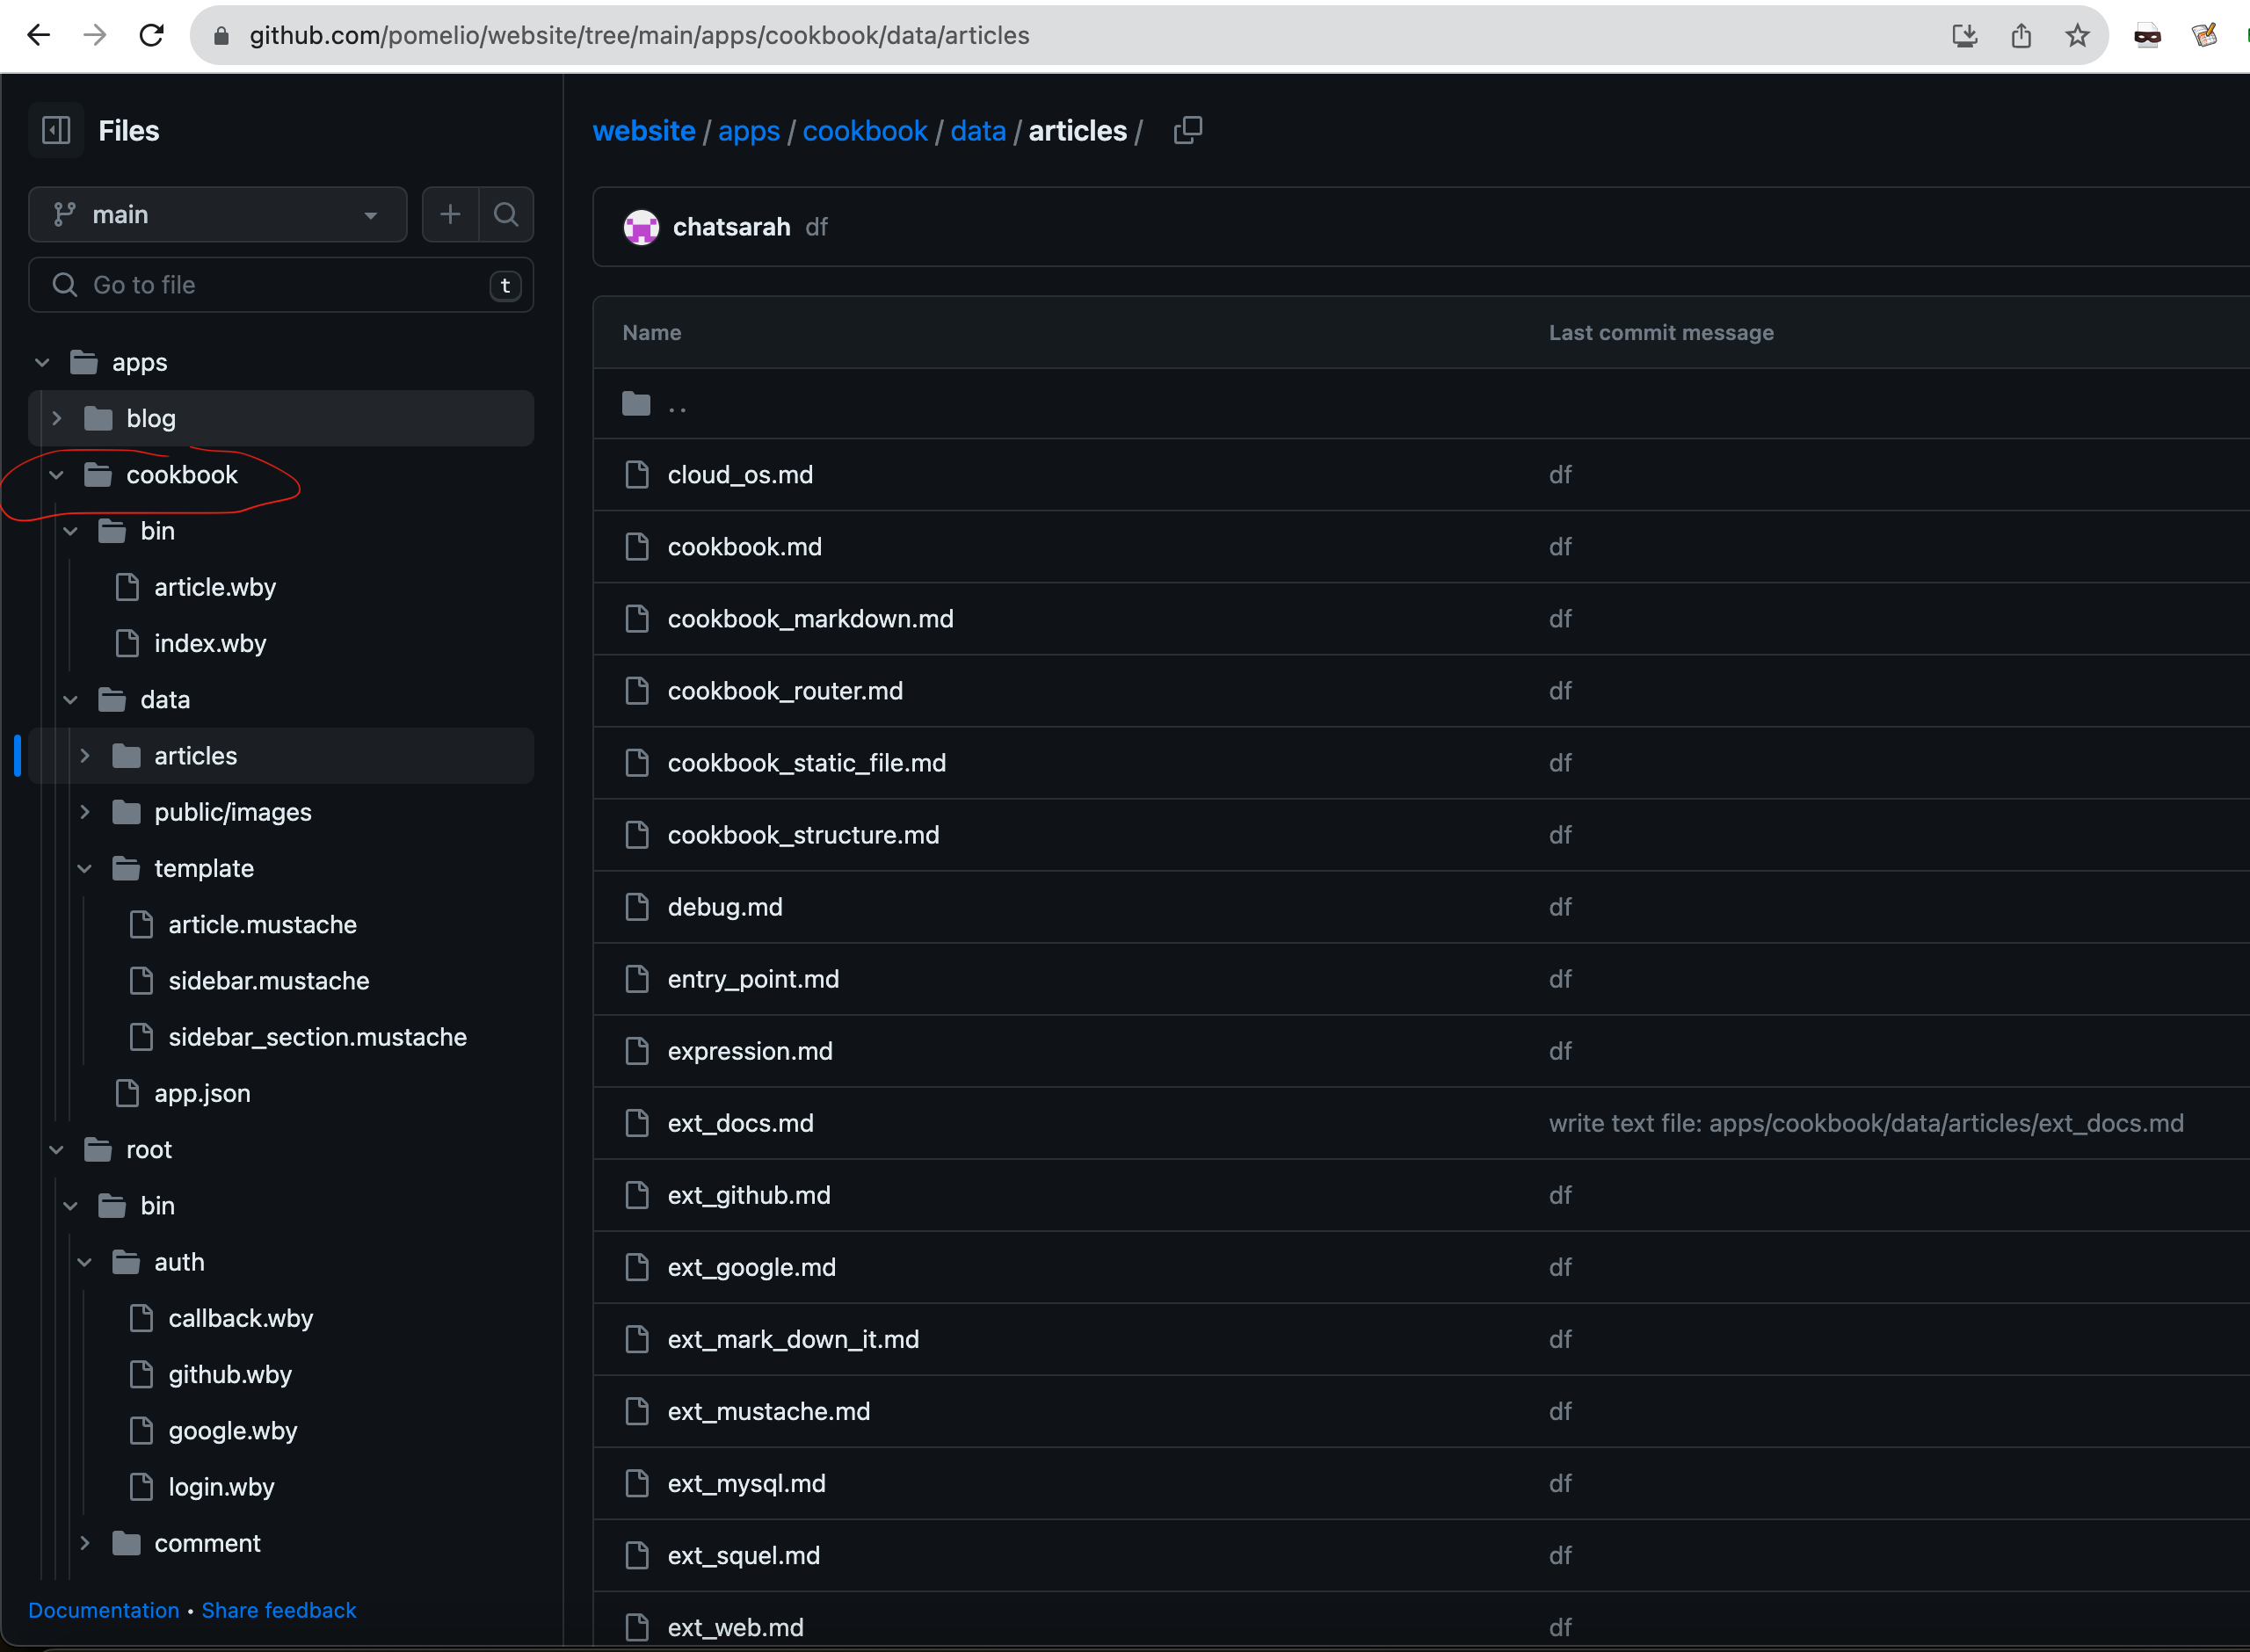 github.com/pomelio/website/tree/main/apps/cookbook/data/articles
Files
main
Go to file
t
apps
blog
cookbook
bin
article.wby
index.wby
data
articles
public/images
template
article.mustache
sidebar.mustache
sidebar_section.mustache
app.json
root
bin
auth
callback.wby
github.wby
google.wby
login.wby
comment
Documentation • Share feedback
website / apps / cookbook / data / articles /
chatsarah df
Name Last commit message
..
cloud_os.md df
cookbook.md df
cookbook_markdown.md df
cookbook_router.md df
cookbook_static_file.md df
cookbook_structure.md df
debug.md df
entry_point.md df
expression.md df
ext_docs.md write text file: apps/cookbook/data/articles/ext_docs.md
ext_github.md df
ext_google.md df
ext_mark_down_it.md df
ext_mustache.md df
ext_mysql.md df
ext_squel.md df
ext_web.md df